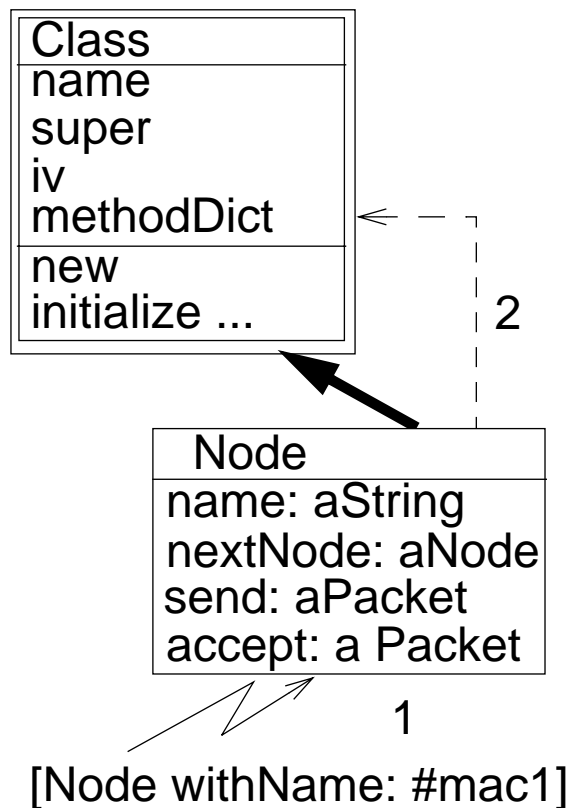 Class
name
super
iv
methodDict
new
initialize ...
2
Node
name: aString
nextNode: aNode
send: aPacket
accept: a Packet
1
[Node withName: #mac1]